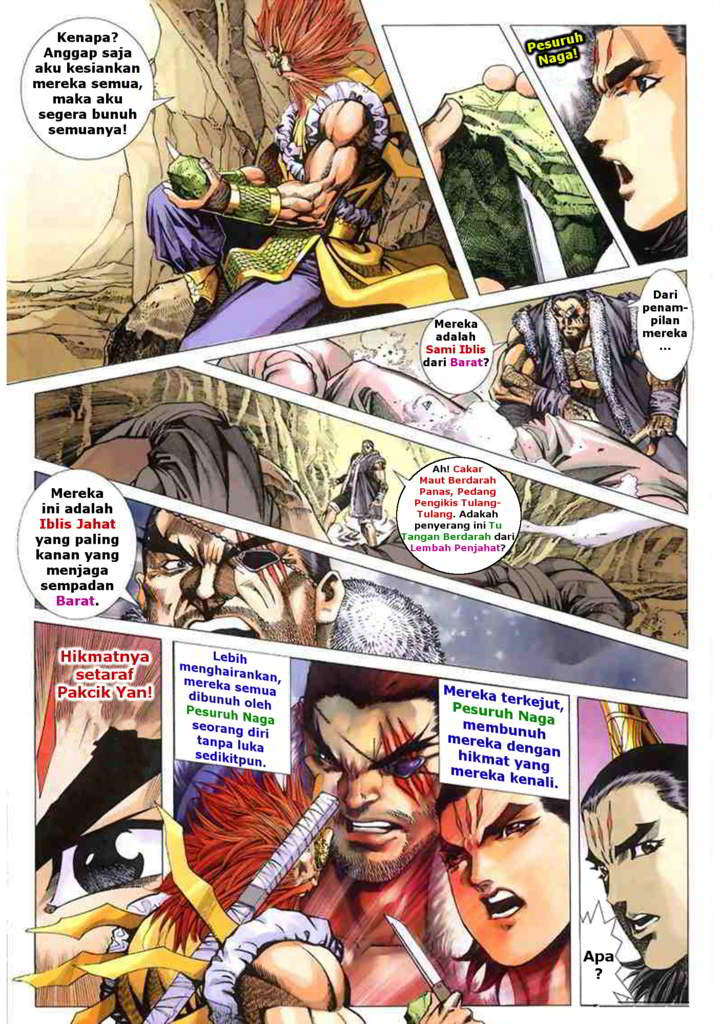 Kenapa?
Anggap saja
aku kesiankan
mereka semua,
maka aku
segera bunuh
semuanya!
Pesuruh
Naga!
Dari
penam-
pilan
mereka
...
Mereka
adalah
Sami Iblis
dari Barat?
Ah! Cakar
Maut Berdarah
Panas, Pedang
Pengikis Tulang-
Tulang. Adakah
penyerang ini Tu
Tangan Berdarah dari
Lembah Penjahat?
Mereka
ini adalah
Iblis Jahat
yang paling
kanan yang
menjaga
sempadan
Barat.
Hikmatnya
setaraf
Pakcik Yan!
Lebih
menghairankan,
mereka semua
dibunuh oleh
Pesuruh Naga
seorang diri
tanpa luka
sedikitpun.
Mereka terkejut,
Pesuruh Naga
membunuh
mereka dengan
hikmat yang
mereka kenali.
Apa
?